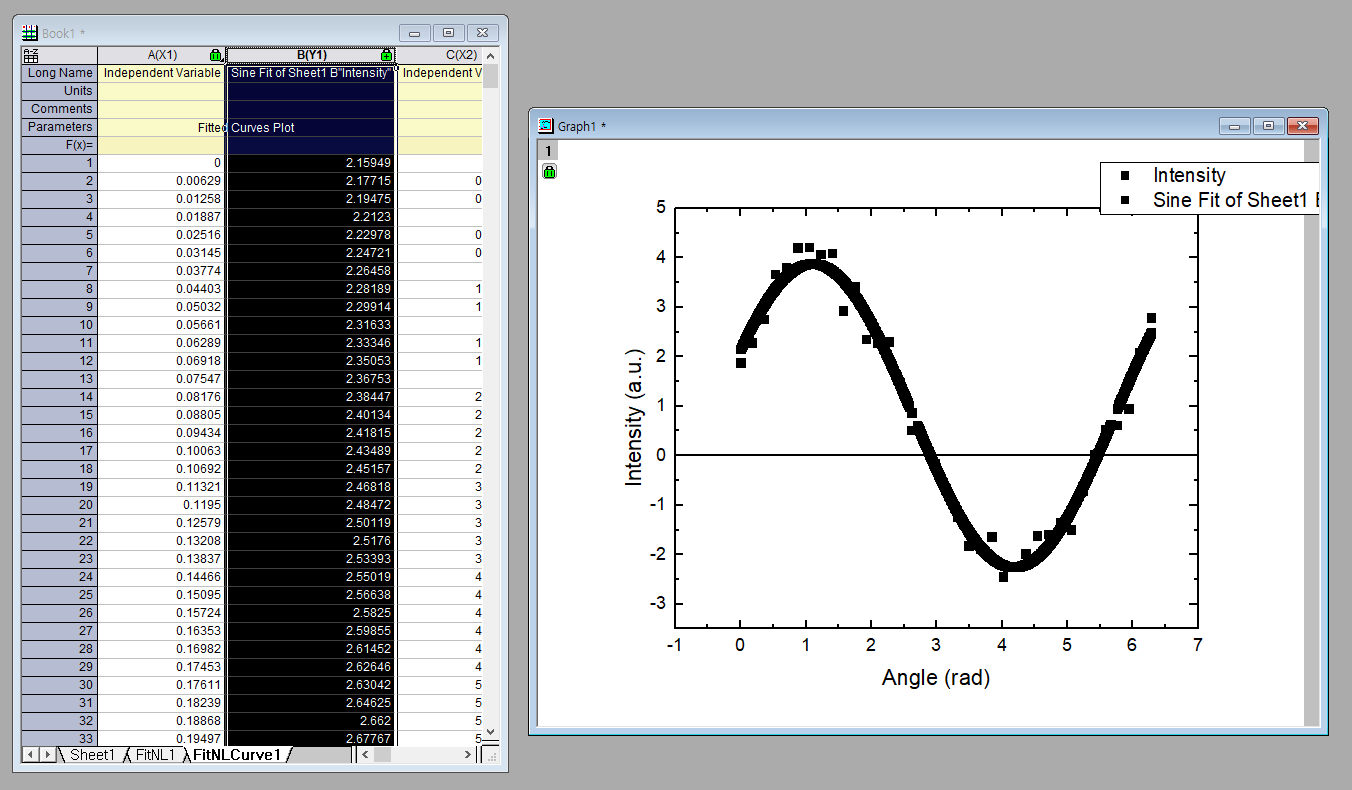 Book1 *
A(X1) B(Y1) C(X2)
Long Name Independent Variable Sine Fit of Sheet1 B"Intensity" Independent V
Units
Comments
Parameters Fitted Curves Plot
F(x)=
1 0 2.15949
2 0.00629 2.17715 0
3 0.01258 2.19475 0
4 0.01887 2.2123
5 0.02516 2.22978 0
6 0.03145 2.24721 0
7 0.03774 2.26458
8 0.04403 2.28189 1
9 0.05032 2.29914 1
10 0.05661 2.31633
11 0.06289 2.33346 1
12 0.06918 2.35053 1
13 0.07547 2.36753
14 0.08176 2.38447 2
15 0.08805 2.40134 2
16 0.09434 2.41815 2
17 0.10063 2.43489 2
18 0.10692 2.45157 2
19 0.11321 2.46818 3
20 0.1195 2.48472 3
21 0.12579 2.50119 3
22 0.13208 2.5176 3
23 0.13837 2.53393 3
24 0.14466 2.55019 4
25 0.15095 2.56638 4
26 0.15724 2.5825 4
27 0.16353 2.59855 4
28 0.16982 2.61452 4
29 0.17453 2.62646 4
30 0.17611 2.63042 5
31 0.18239 2.64625 5
32 0.18868 2.662 5
33 0.19497 2.67767 5
Sheet1 FitNL1 FitNLCurve1
Graph1 *
1
Intensity
Sine Fit of Sheet1
5
4
3
2
1
0
-1
-2
-3
Intensity (a.u.)
-1 0 1 2 3 4 5 6 7
Angle (rad)